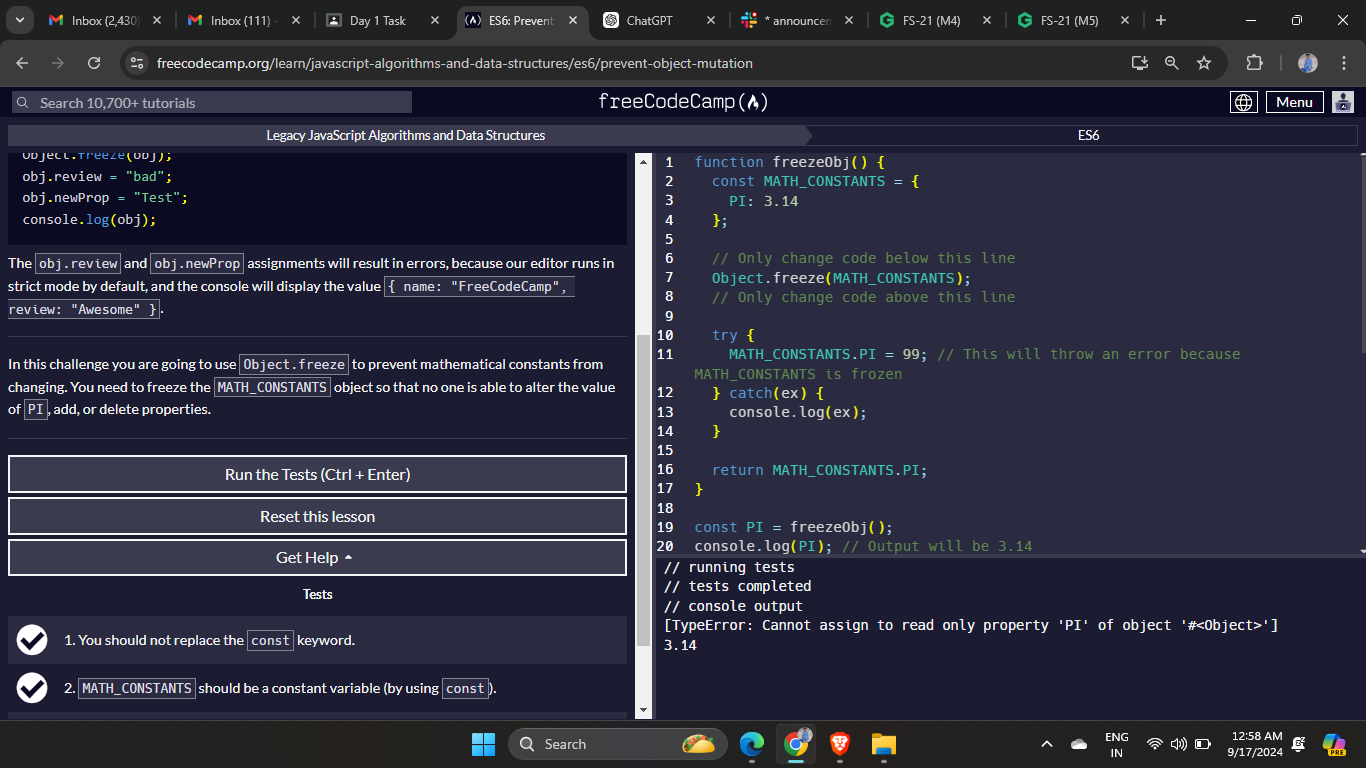 Inbox (2,430)
Inbox (111) -
Day 1 Task
ES6: Prevent
ChatGPT
* announcen
FS-21 (M4)
FS-21 (M5)
freecodecamp.org/learn/javascript-algorithms-and-data-structures/es6/prevent-object-mutation
Search 10,700+ tutorials
freeCodeCamp
Menu
Legacy JavaScript Algorithms and Data Structures
ES6
Object.freeze(obj);
obj.review = "bad";
obj.newProp = "Test";
console.log(obj);
The obj.review and obj.newProp assignments will result in errors, because our editor runs in
strict mode by default, and the console will display the value { name: "FreeCodeCamp",
review: "Awesome" }.
In this challenge you are going to use Object.freeze to prevent mathematical constants from
changing. You need to freeze the MATH_CONSTANTS object so that no one is able to alter the value
of PI, add, or delete properties.
Run the Tests (Ctrl + Enter)
Reset this lesson
Get Help
Tests
1. You should not replace the const keyword.
2. MATH_CONSTANTS should be a constant variable (by using const).
1 function freezeObj() {
2 const MATH_CONSTANTS = {
3 PI: 3.14
4 };
5
6 // Only change code below this line
7 Object.freeze(MATH_CONSTANTS);
8 // Only change code above this line
9
10 try {
11 MATH_CONSTANTS.PI = 99; // This will throw an error because
MATH_CONSTANTS is frozen
12 } catch(ex) {
13 console.log(ex);
14 }
15
16 return MATH_CONSTANTS.PI;
17 }
18
19 const PI = freezeObj();
20 console.log(PI); // Output will be 3.14
// running tests
// tests completed
// console output
[TypeError: Cannot assign to read only property 'PI' of object '#<Object>']
3.14
Search
ENG
IN
12:58 AM
9/17/2024
PRE